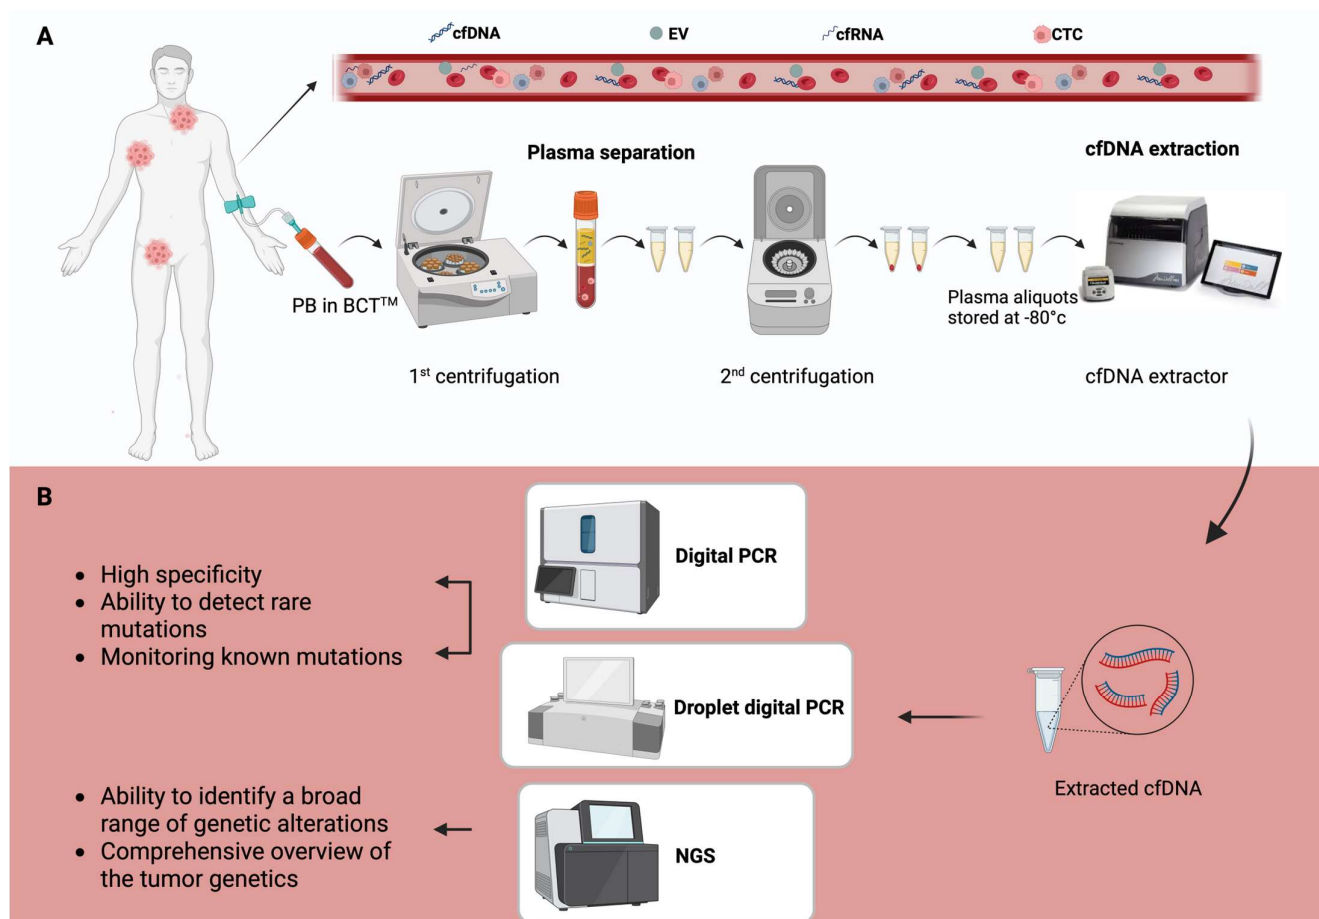 A
cfDNA
EV
cfRNA
CTC
Plasma separation
cfDNA extraction
PB in BCT™
Plasma aliquots
stored at -80°c
1st centrifugation
2nd centrifugation
cfDNA extractor
B
Digital PCR
• High specificity
• Ability to detect rare
mutations
• Monitoring known mutations
Droplet digital PCR
Extracted cfDNA
• Ability to identify a broad
range of genetic alterations
• Comprehensive overview of
the tumor genetics
NGS